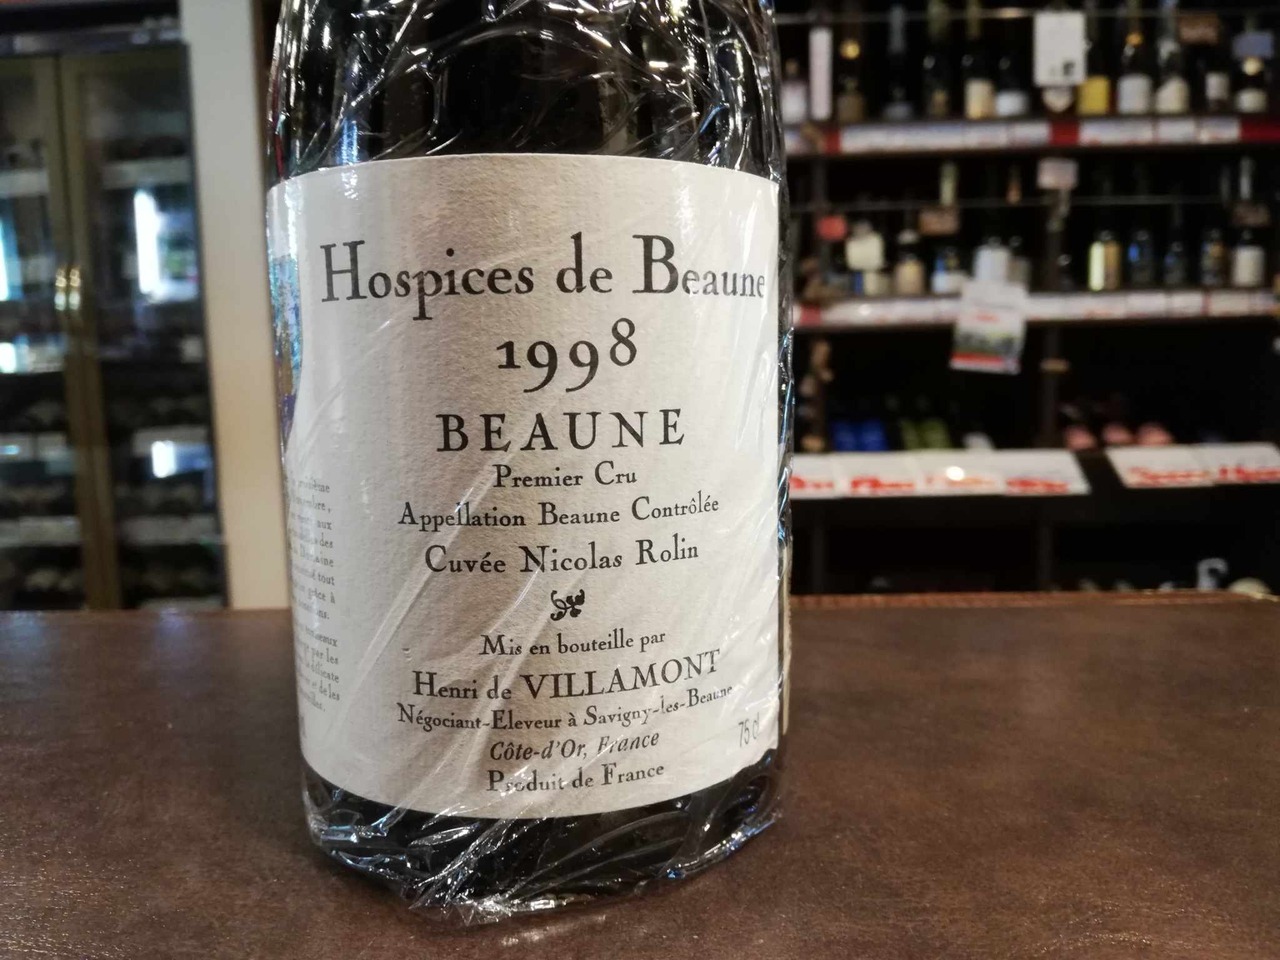 Hospices de Beaune
1998
BEAUNE
Premier Cru
Appellation Beaune Contrôlée
Cuvée Nicolas Rolin
Mis en bouteille par
Henri de VILLAMONT
Négociant-Eleveur à Savigny-les-Beaune
Côte-d'Or, France
75 cl
Produit de France